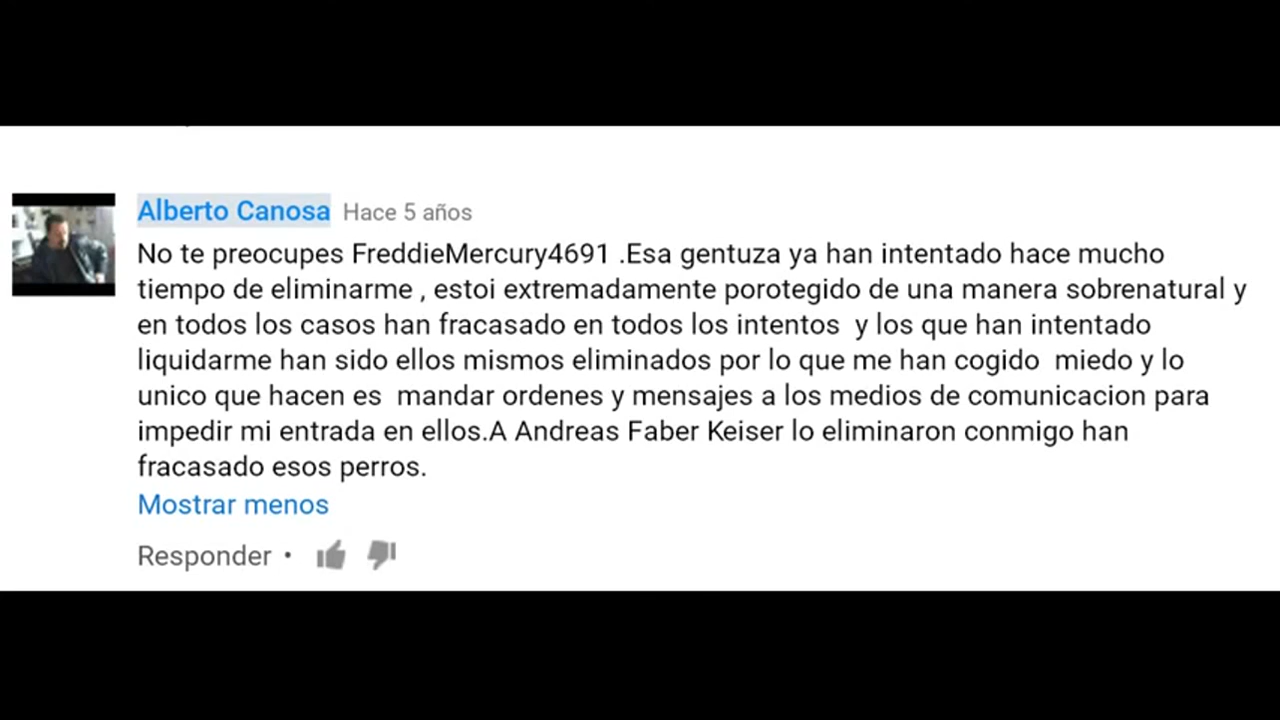 Alberto Canosa Hace 5 años
No te preocupes FreddieMercury4691 .Esa gentuza ya han intentado hace mucho
tiempo de eliminarme , estoi extremadamente porotegido de una manera sobrenatural y
en todos los casos han fracasado en todos los intentos  y los que han intentado
liquidarme han sido ellos mismos eliminados por lo que me han cogido  miedo y lo
unico que hacen es  mandar ordenes y mensajes a los medios de comunicacion para
impedir mi entrada en ellos.A Andreas Faber Keiser lo eliminaron conmigo han
fracasado esos perros.
Mostrar menos
Responder •